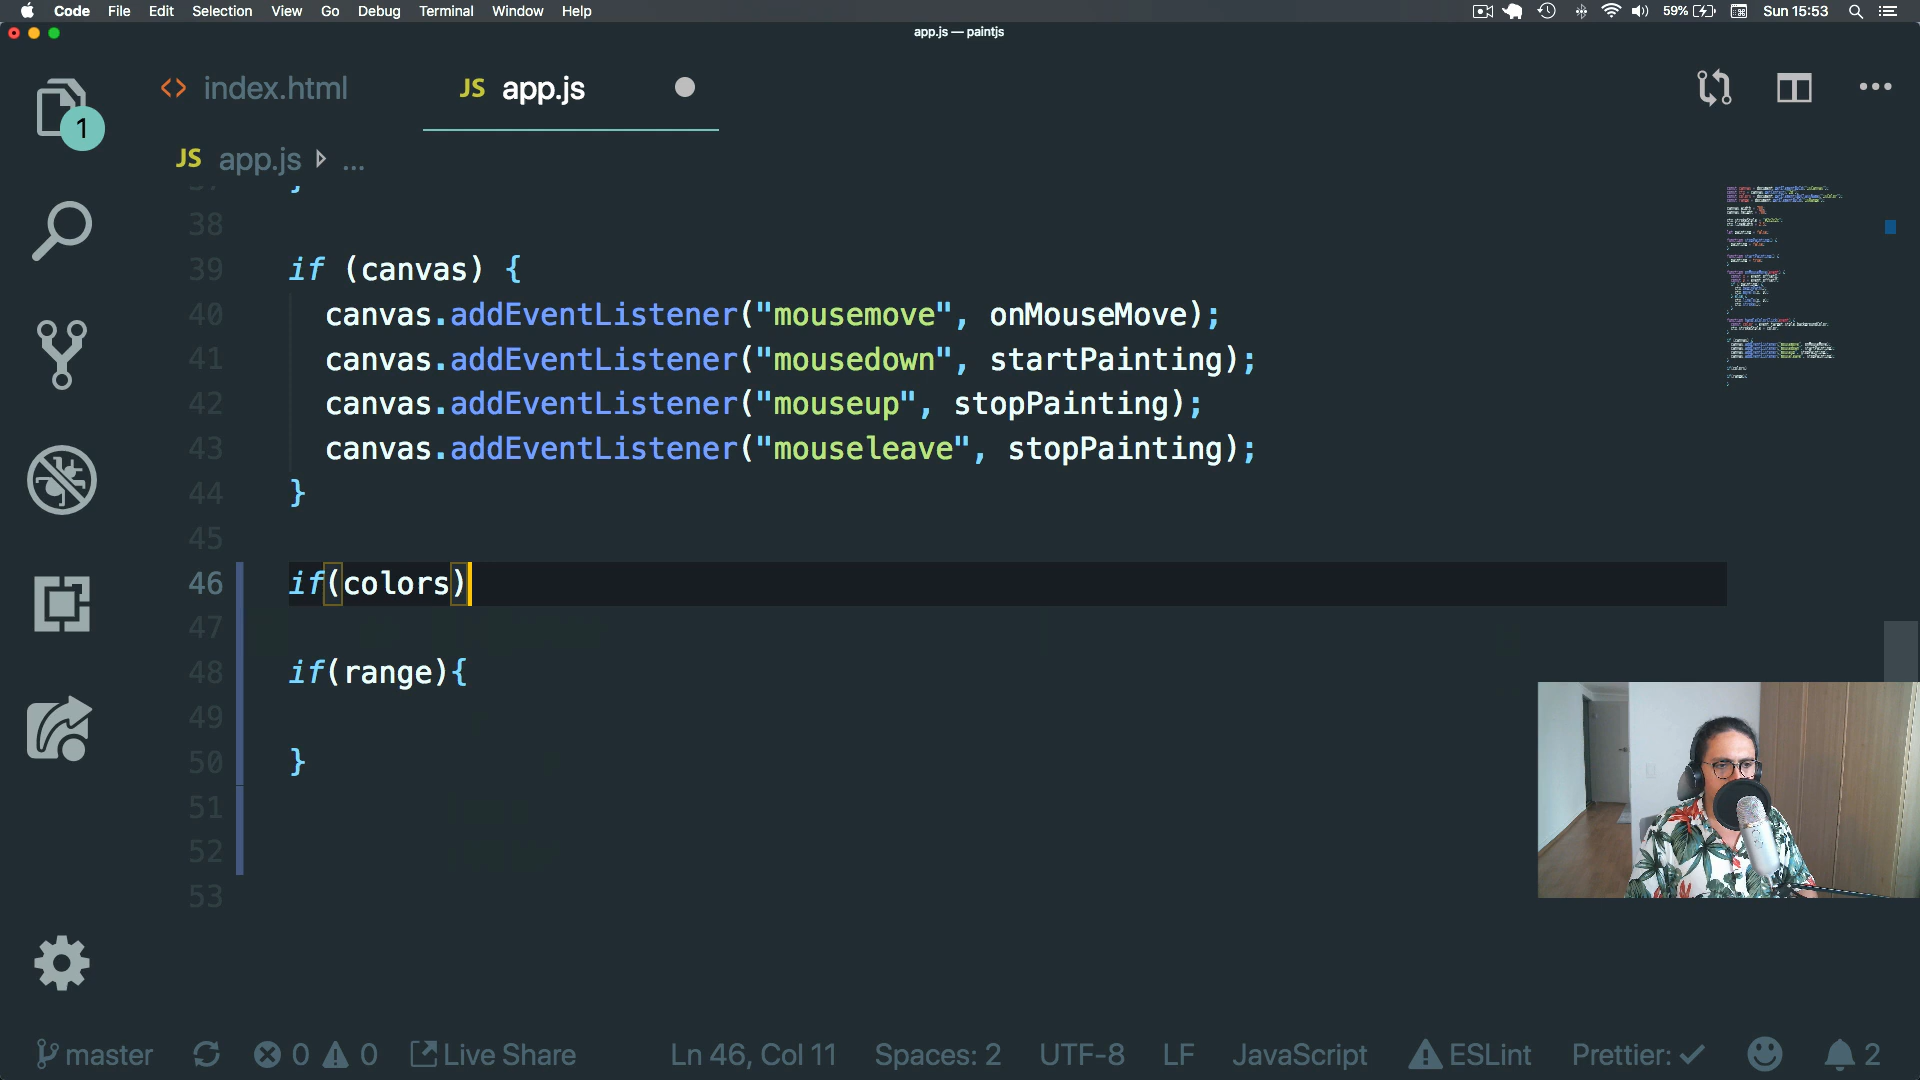 Code File Edit Selection View Go Debug Terminal Window Help 59% Sun 15:53
app.js — paintjs
1
<> index.html JS app.js
JS app.js ...
38
39 if (canvas) {
40 canvas.addEventListener("mousemove", onMouseMove);
41 canvas.addEventListener("mousedown", startPainting);
42 canvas.addEventListener("mouseup", stopPainting);
43 canvas.addEventListener("mouseleave", stopPainting);
44 }
45
46 if(colors)
47
48 if(range){
49
50 }
51
52
53
master 0 0 Live Share Ln 46, Col 11 Spaces: 2 UTF-8 LF JavaScript ESLint Prettier: ✓ 2